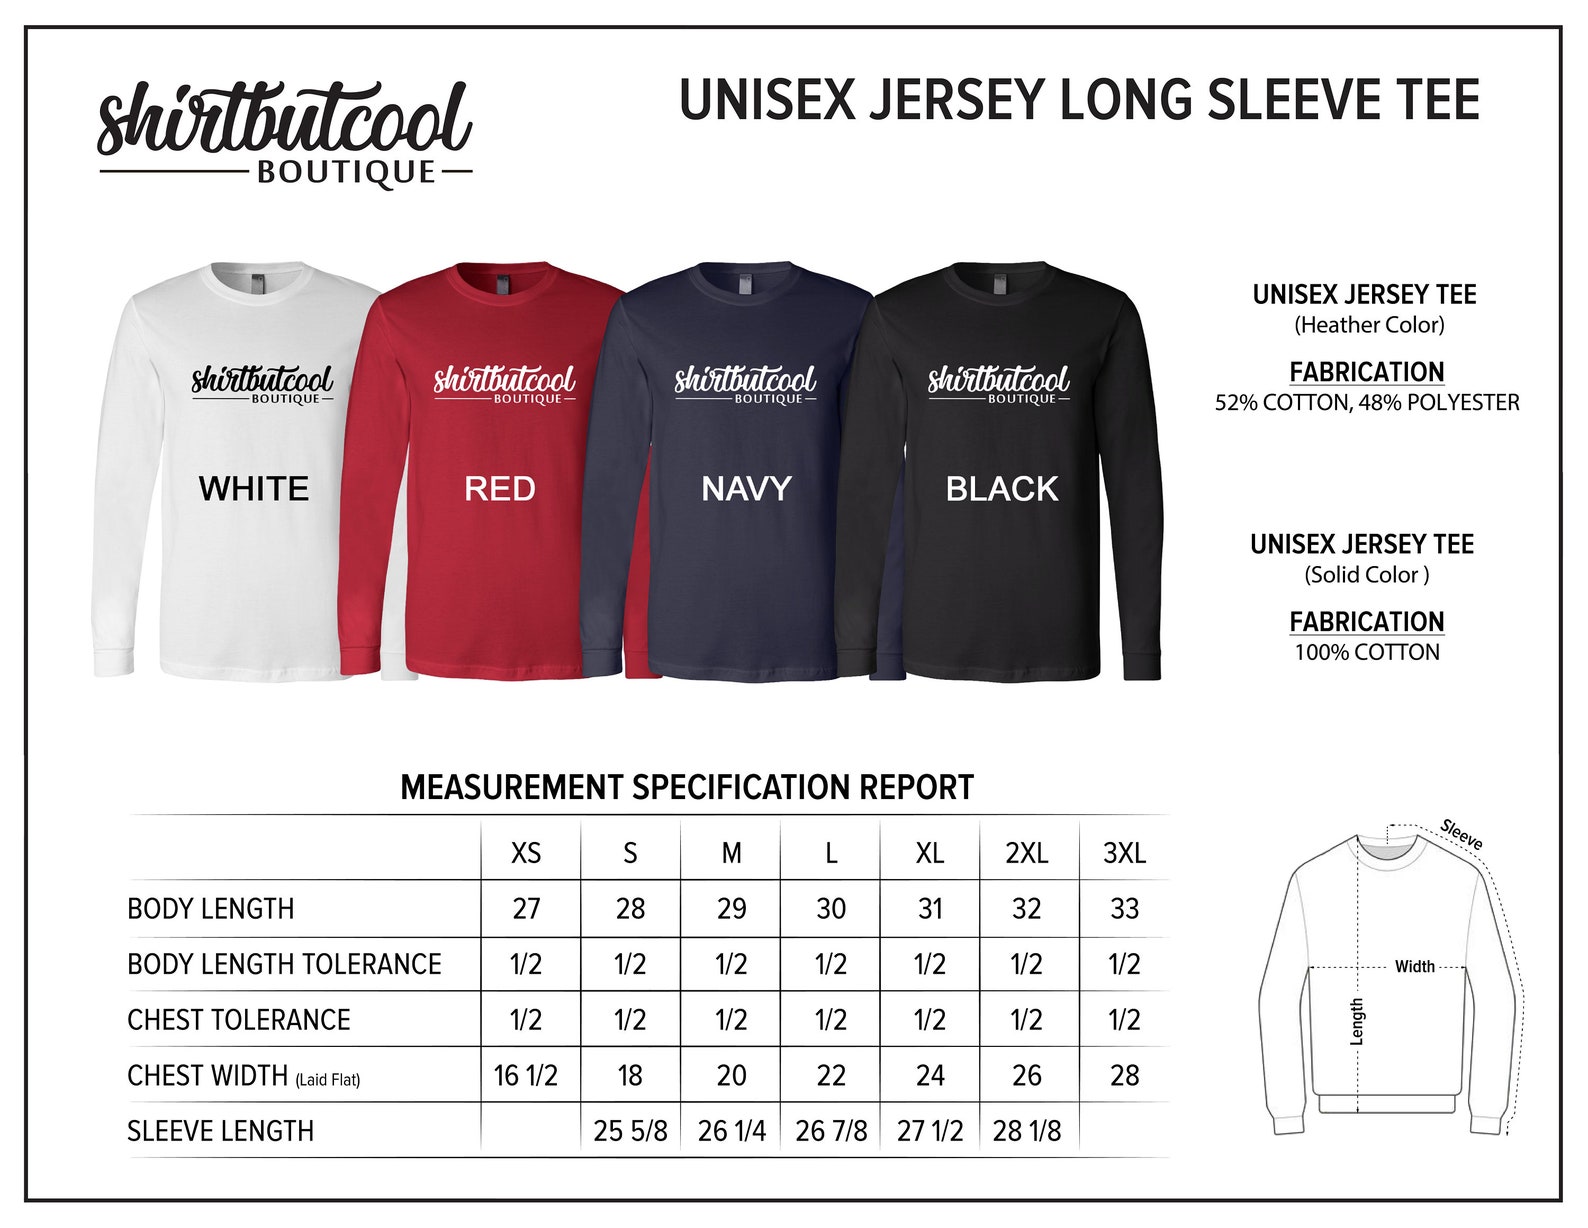 shirtbutcool
BOUTIQUE
UNISEX JERSEY LONG SLEEVE TEE
shirtbutcool
BOUTIQUE
WHITE
shirtbutcool
BOUTIQUE
RED
shirtbutcool
BOUTIQUE
NAVY
shirtbutcool
BOUTIQUE
BLACK
UNISEX JERSEY TEE
(Heather Color)
FABRICATION
52% COTTON, 48% POLYESTER
UNISEX JERSEY TEE
(Solid Color )
FABRICATION
100% COTTON
MEASUREMENT SPECIFICATION REPORT
XS S M L XL 2XL 3XL
BODY LENGTH 27 28 29 30 31 32 33
BODY LENGTH TOLERANCE 1/2 1/2 1/2 1/2 1/2 1/2 1/2
CHEST TOLERANCE 1/2 1/2 1/2 1/2 1/2 1/2 1/2
CHEST WIDTH (Laid Flat) 16 1/2 18 20 22 24 26 28
SLEEVE LENGTH 25 5/8 26 1/4 26 7/8 27 1/2 28 1/8
Sleeve
Width
Length